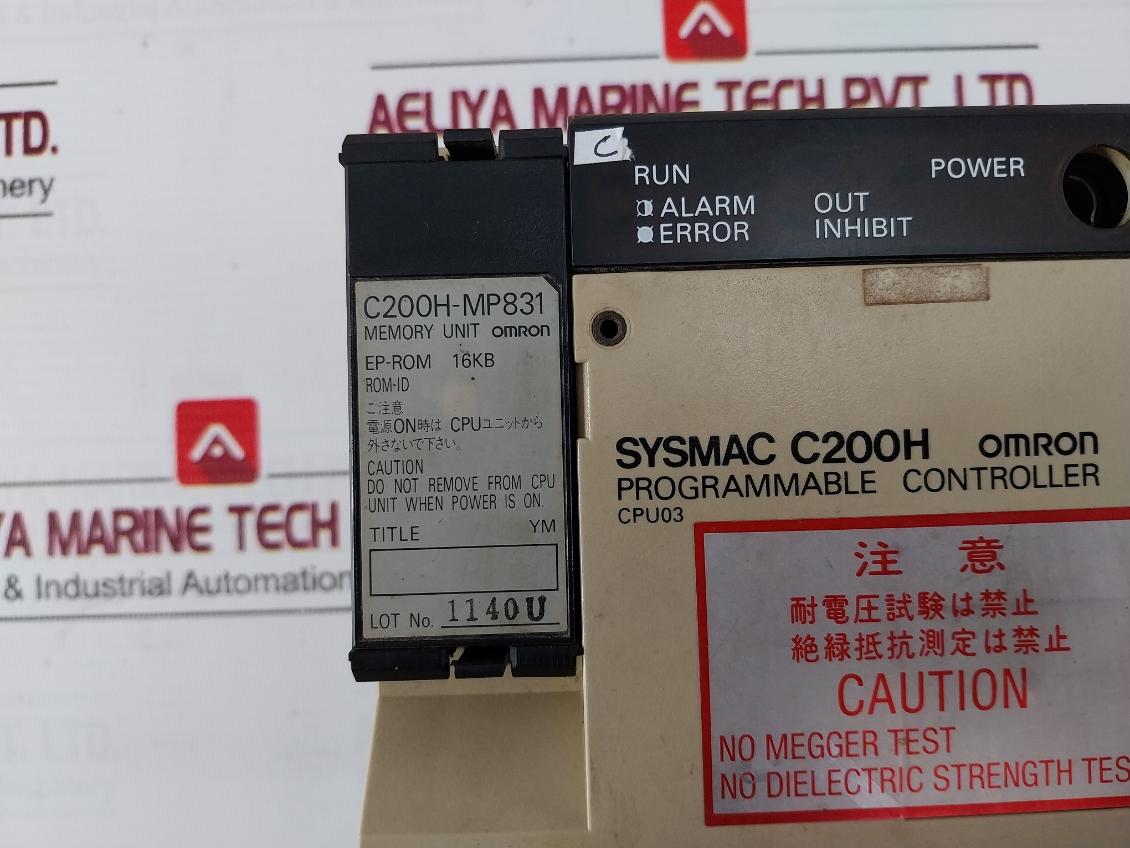 AELIYA MARINE TECH PVT. LTD
TD.
nery
C
RUN
POWER
ALARM
OUT
ERROR
INHIBIT
C200H-MP831
MEMORY UNIT omron
EP-ROM 16KB
ROM-ID
ご注意
電源ON時は CPUユニットから
外さないで下さい。
CAUTION
DO NOT REMOVE FROM CPU
UNIT WHEN POWER IS ON.
TITLE YM
LOT No. 1140U
SYSMAC C200H omron
PROGRAMMABLE CONTROLLER
CPU03
注意
耐電圧試験は禁止
絶縁抵抗測定は禁止
CAUTION
NO MEGGER TEST
NO DIELECTRIC STRENGTH TES
YA MARINE TECH
& Industrial Automation